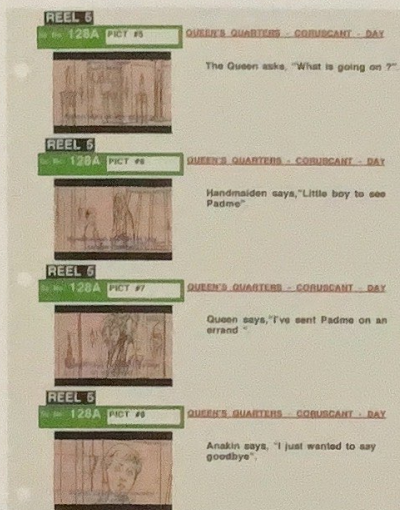 REEL 5
128A PICT #5 QUEEN'S QUARTERS - CORUSCANT - DAY
The Queen asks, "What is going on ?".
REEL 5
128A PICT #6 QUEEN'S QUARTERS - CORUSCANT - DAY
Handmaiden says,"Little boy to see
Padme"
REEL 5
128A PICT #7 QUEEN'S QUARTERS - CORUSCANT - DAY
Queen says,"I've sent Padme on an
errand ".
REEL 5
128A PICT #8 QUEEN'S QUARTERS - CORUSCANT - DAY
Anakin says, "I just wanted to say
goodbye".